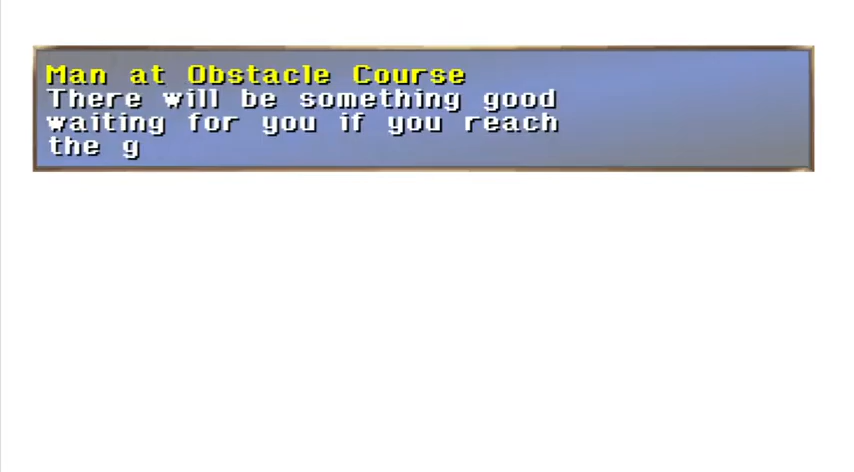 Man at Obstacle Course
There will be something good
waiting for you if you reach
the g